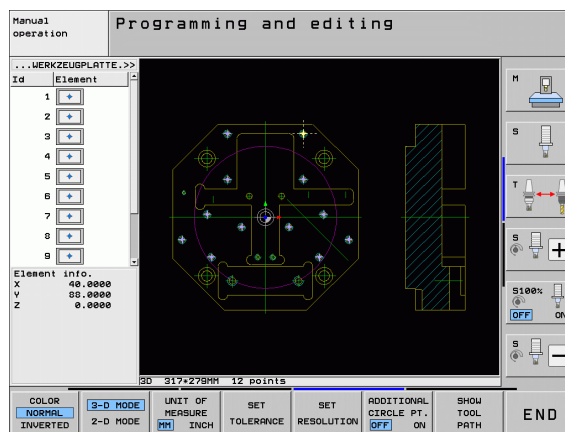 Manual operation
Programming and editing
...WERKZEUGPLATTE.>>
Id Element
1
2
3
4
5
6
7
8
9
Element info.
X 40.0000
Y 88.0000
Z 0.0000
3D 317*279MM 12 points
M
S
T
S
S100%
OFF ON
S
COLOR
NORMAL
INVERTED
3-D MODE
2-D MODE
UNIT OF
MEASURE
MM INCH
SET
TOLERANCE
SET
RESOLUTION
ADDITIONAL
CIRCLE PT.
OFF ON
SHOW
TOOL
PATH
END